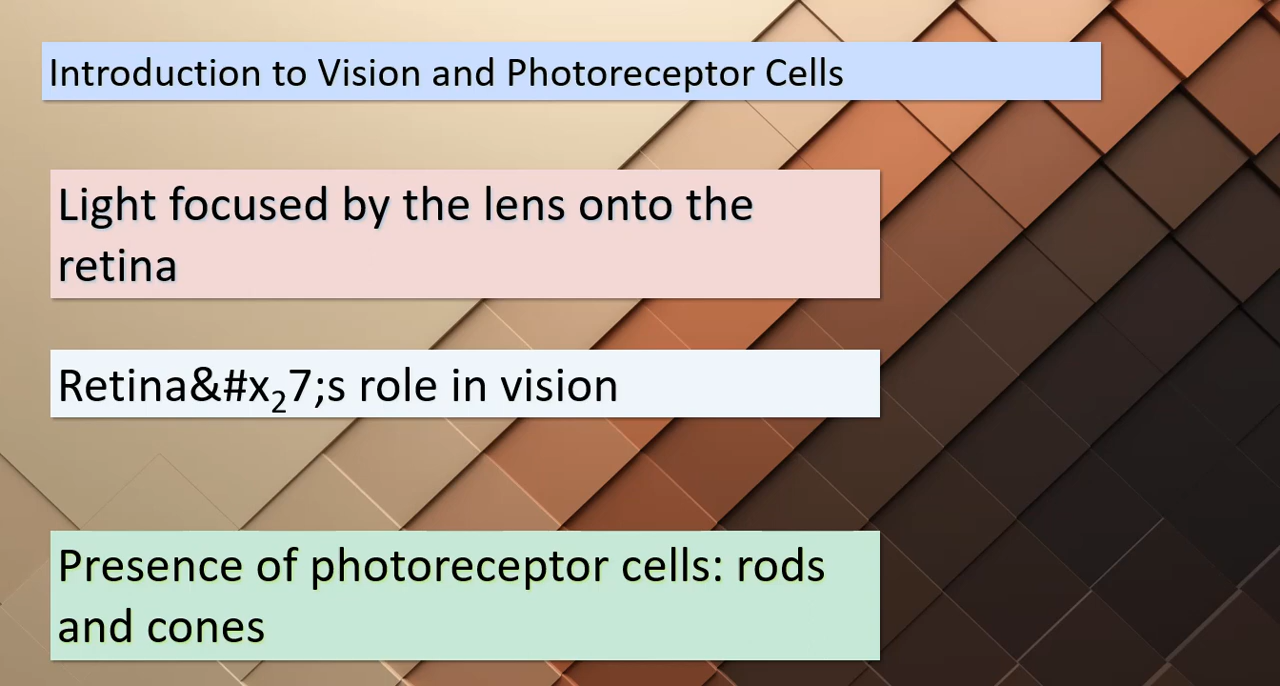 Introduction to Vision and Photoreceptor Cells
Light focused by the lens onto the
retina
Retina&#x₂7;s role in vision
Presence of photoreceptor cells: rods
and cones